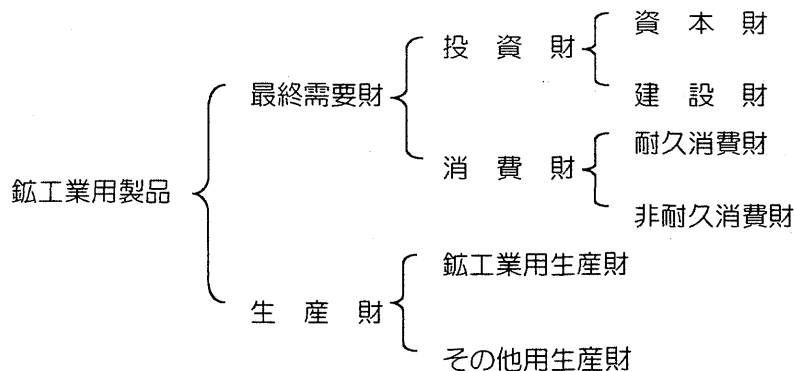 資本財
投資財
建設財
最終需要財
耐久消費財
消費財
非耐久消費財
鉱工業用製品
鉱工業用生産財
生産財
その他用生産財